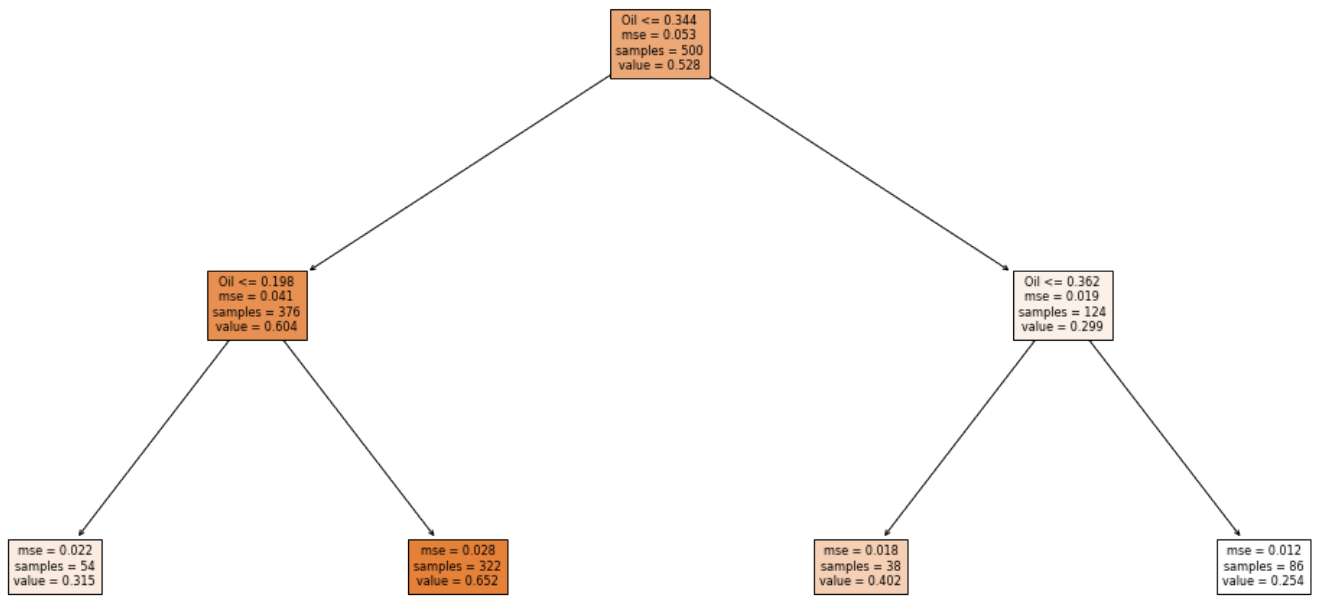 Oil <= 0.344
mse = 0.053
samples = 500
value = 0.528
Oil <= 0.198
mse = 0.041
samples = 376
value = 0.604
Oil <= 0.362
mse = 0.019
samples = 124
value = 0.299
mse = 0.022
samples = 54
value = 0.315
mse = 0.028
samples = 322
value = 0.652
mse = 0.018
samples = 38
value = 0.402
mse = 0.012
samples = 86
value = 0.254